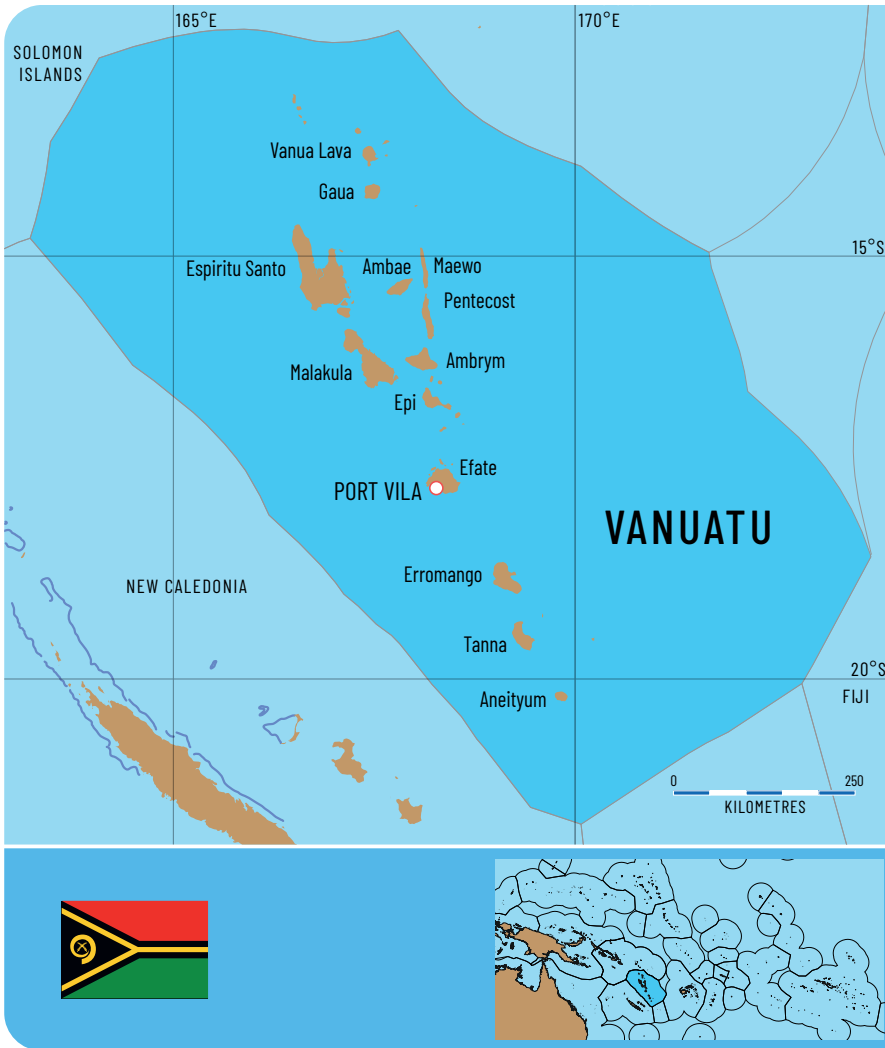 165°E
170°E
SOLOMON
ISLANDS
Vanua Lava
Gaua
15°S
Espiritu Santo
Ambae
Maewo
Pentecost
Malakula
Ambrym
Epi
Efate
PORT VILA
VANUATU
Erromango
NEW CALEDONIA
Tanna
20°S
Aneityum
FIJI
0
250
KILOMETRES